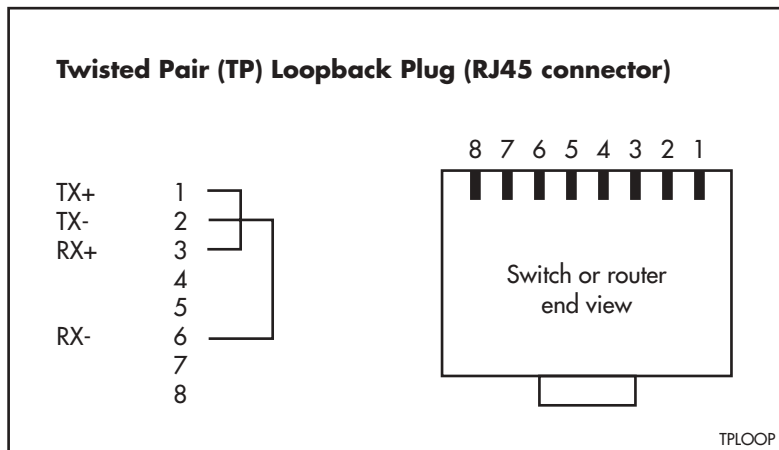 Twisted Pair (TP) Loopback Plug (RJ45 connector)
TX+ 1
TX- 2
RX+ 3
4
5
RX- 6
7
8
8 7 6 5 4 3 2 1
Switch or router
end view
TPLOOP